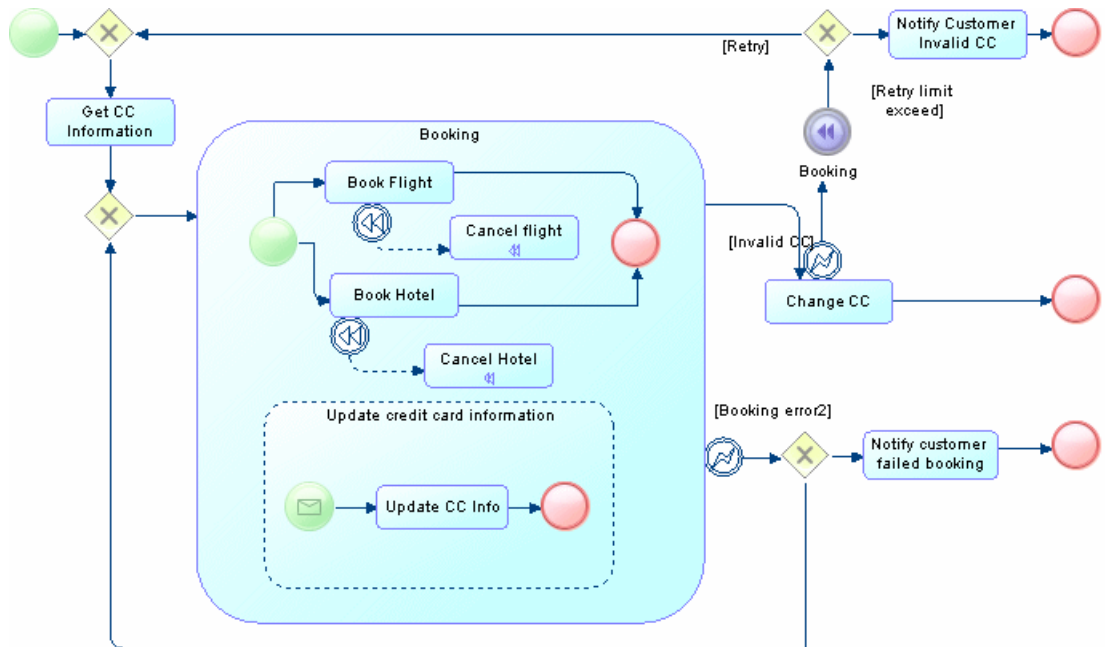 Notify Customer
Invalid CC
[Retry]
[Retry limit
exceed]
Get CC
Information
Booking
Book Flight
Booking
Cancel flight
[Invalid CC]
Book Hotel
Change CC
Cancel Hotel
Update credit card information
[Booking error2]
Notify customer
failed booking
Update CC Info